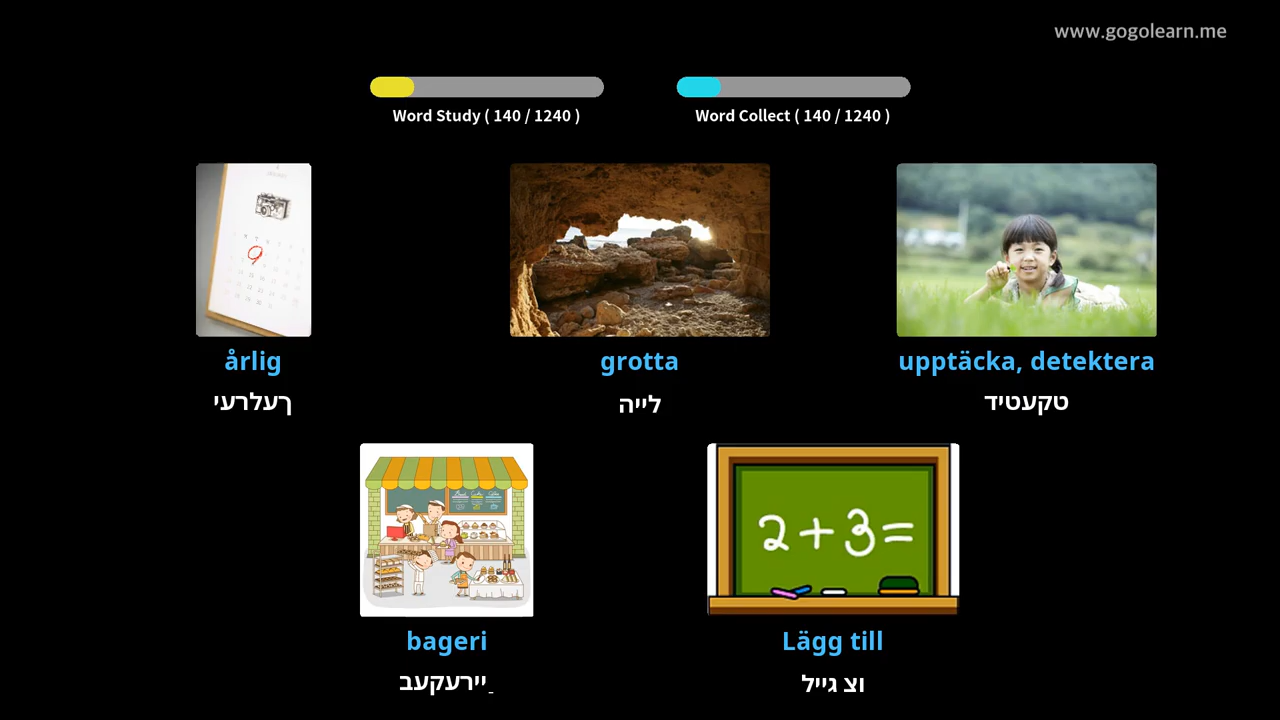 www.gogolearn.me
Word Study ( 140 / 1240 )
Word Collect ( 140 / 1240 )
årlig
ךעלרעי
grotta
לייה
upptäcka, detektera
טקעטיד
bageri
ַיירעקעב
Lägg till
וצ גייל
2+3=